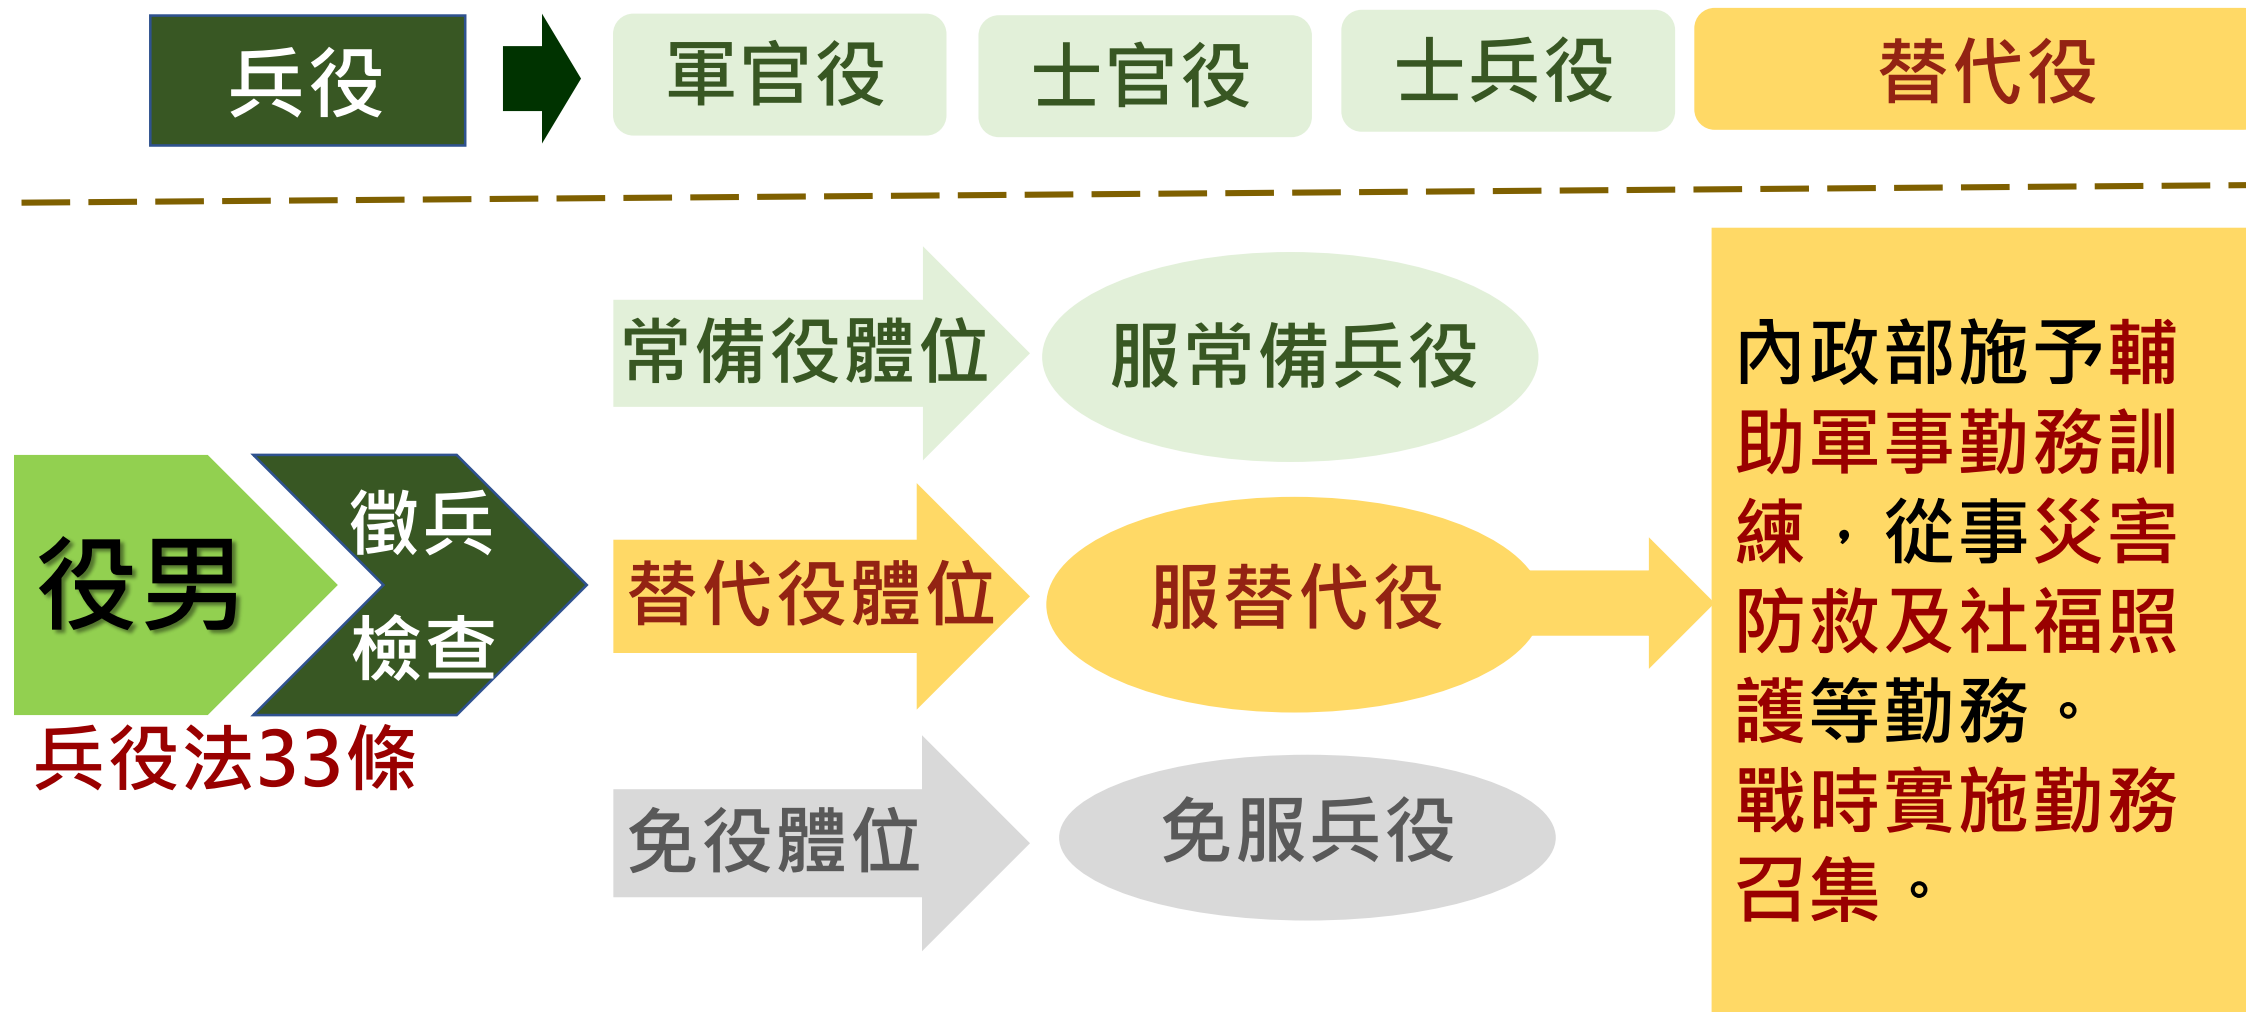 兵役
軍官役
士官役
士兵役
替代役
役男
徵兵
檢查
兵役法33條
常備役體位
服常備兵役
替代役體位
服替代役
免役體位
免服兵役
內政部施予輔
助軍事勤務訓
練，從事災害
防救及社福照
護等勤務。
戰時實施勤務
召集。